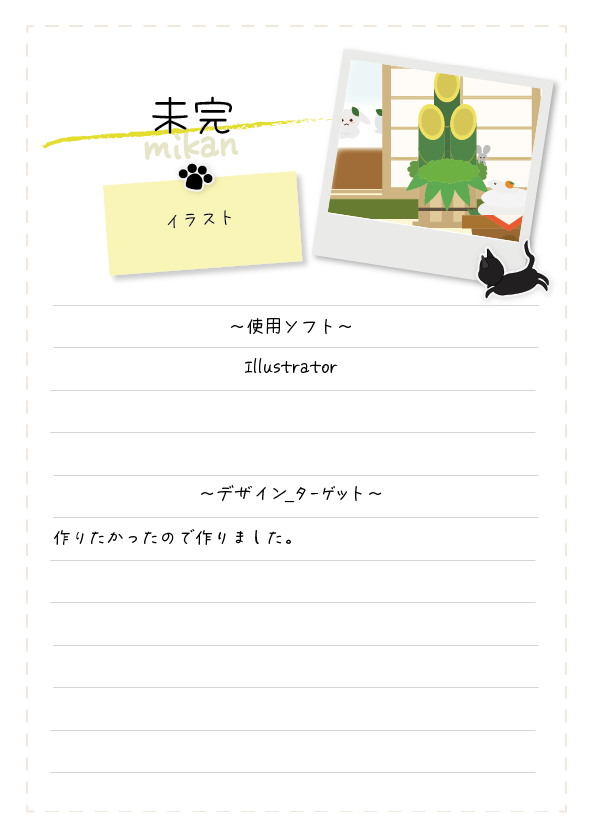 未完
mikan
イラスト
～使用ソフト～
Illustrator
～デザイン_ターゲット～
作りたかったので作りました。